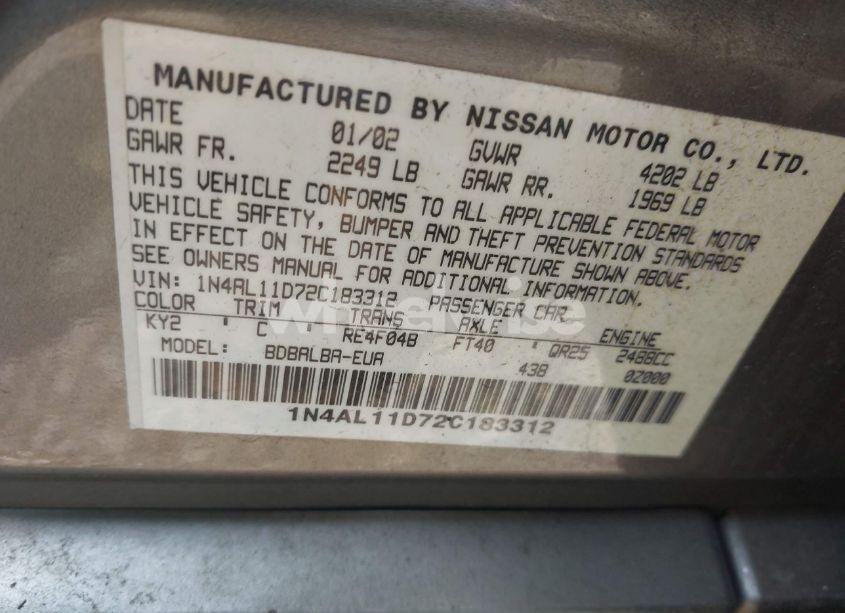 MANUFACTURED BY NISSAN MOTOR CO., LTD.
DATE 01/02 GVWR 4202 LB
GAWR FR. 2249 LB GAWR RR. 1969 LB
THIS VEHICLE CONFORMS TO ALL APPLICABLE FEDERAL MOTOR
VEHICLE SAFETY, BUMPER AND THEFT PREVENTION STANDARDS
IN EFFECT ON THE DATE OF MANUFACTURE SHOWN ABOVE.
SEE OWNERS MANUAL FOR ADDITIONAL INFORMATION.
VIN: 1N4AL11D72C183312 PASSENGER CAR
COLOR TRIM TRANS AXLE ENGINE
KY2 C RE4F04B FT40 QR25 2488CC
MODEL: BDBALBA-EUA 438 02000
1N4AL11D72C183312